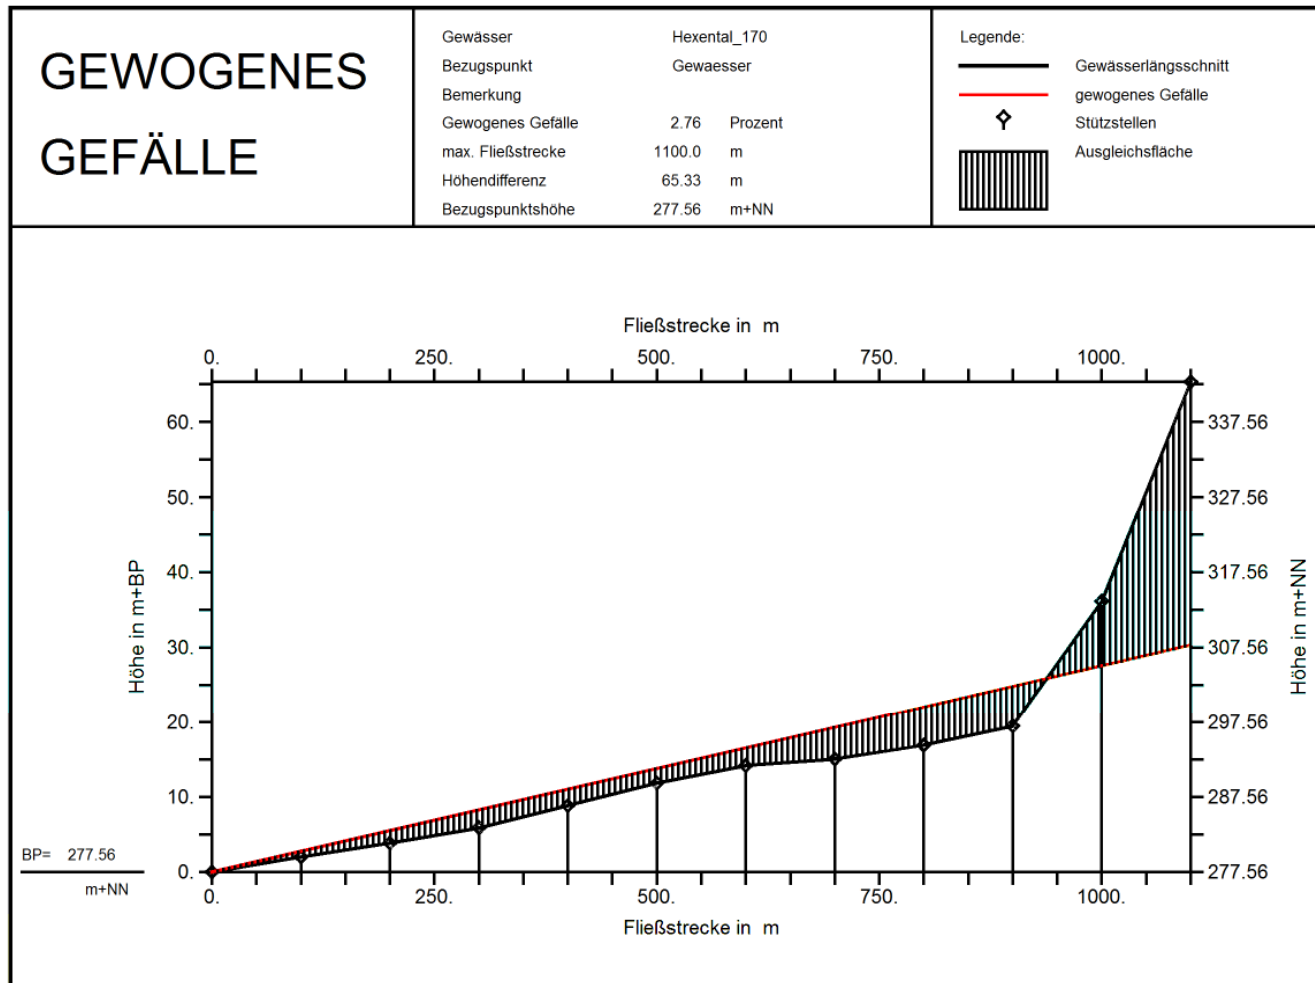 GEWOGENES
GEFÄLLE
Gewässer Hexental_170
Bezugspunkt Gewaesser
Bemerkung
Gewogenes Gefälle 2.76 Prozent
max. Fließstrecke 1100.0 m
Höhendifferenz 65.33 m
Bezugspunktshöhe 277.56 m+NN
Legende:
Gewässerlängsschnitt
gewogenes Gefälle
Stützstellen
Ausgleichsfläche
Fließstrecke in m
0. 250. 500. 750. 1000.
60. 337.56
50. 327.56
40. 317.56
Höhe in m+BP
Höhe in m+NN
30. 307.56
20. 297.56
10. 287.56
BP= 277.56
0. 277.56
m+NN
0. 250. 500. 750. 1000.
Fließstrecke in m